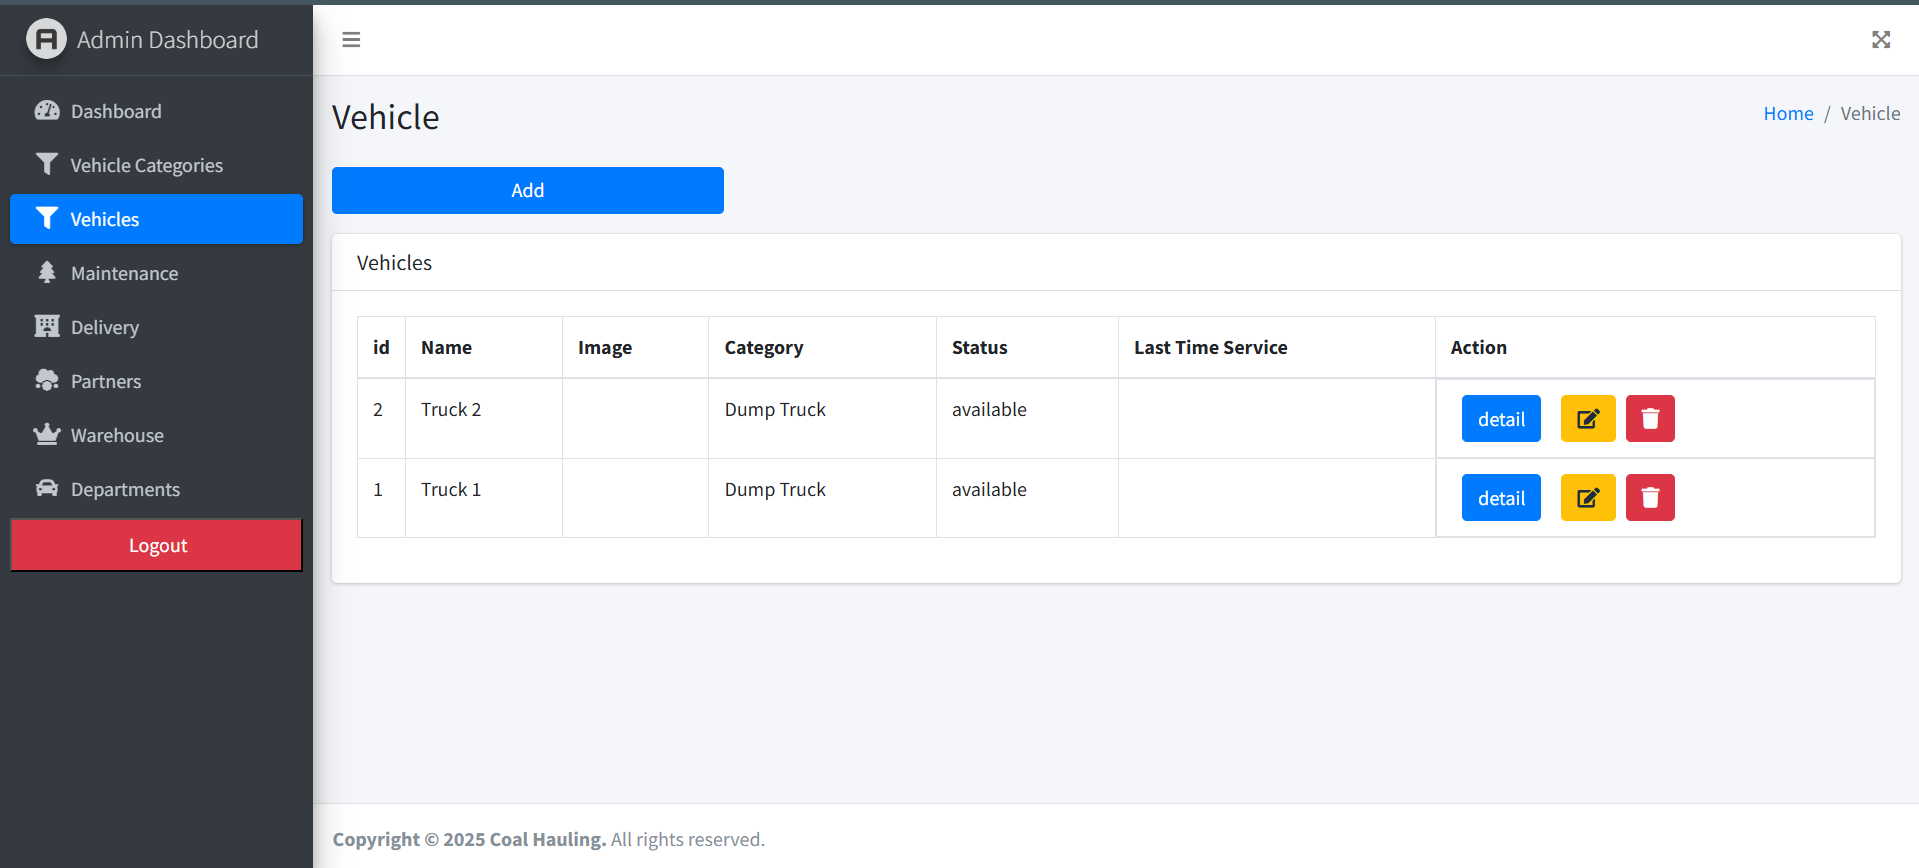 Admin Dashboard
Dashboard
Vehicle Categories
Vehicles
Maintenance
Delivery
Partners
Warehouse
Departments
Logout
Vehicle
Home / Vehicle
Add
Vehicles
id Name Image Category Status Last Time Service Action
2 Truck 2 Dump Truck available detail
1 Truck 1 Dump Truck available detail
Copyright © 2025 Coal Hauling. All rights reserved.